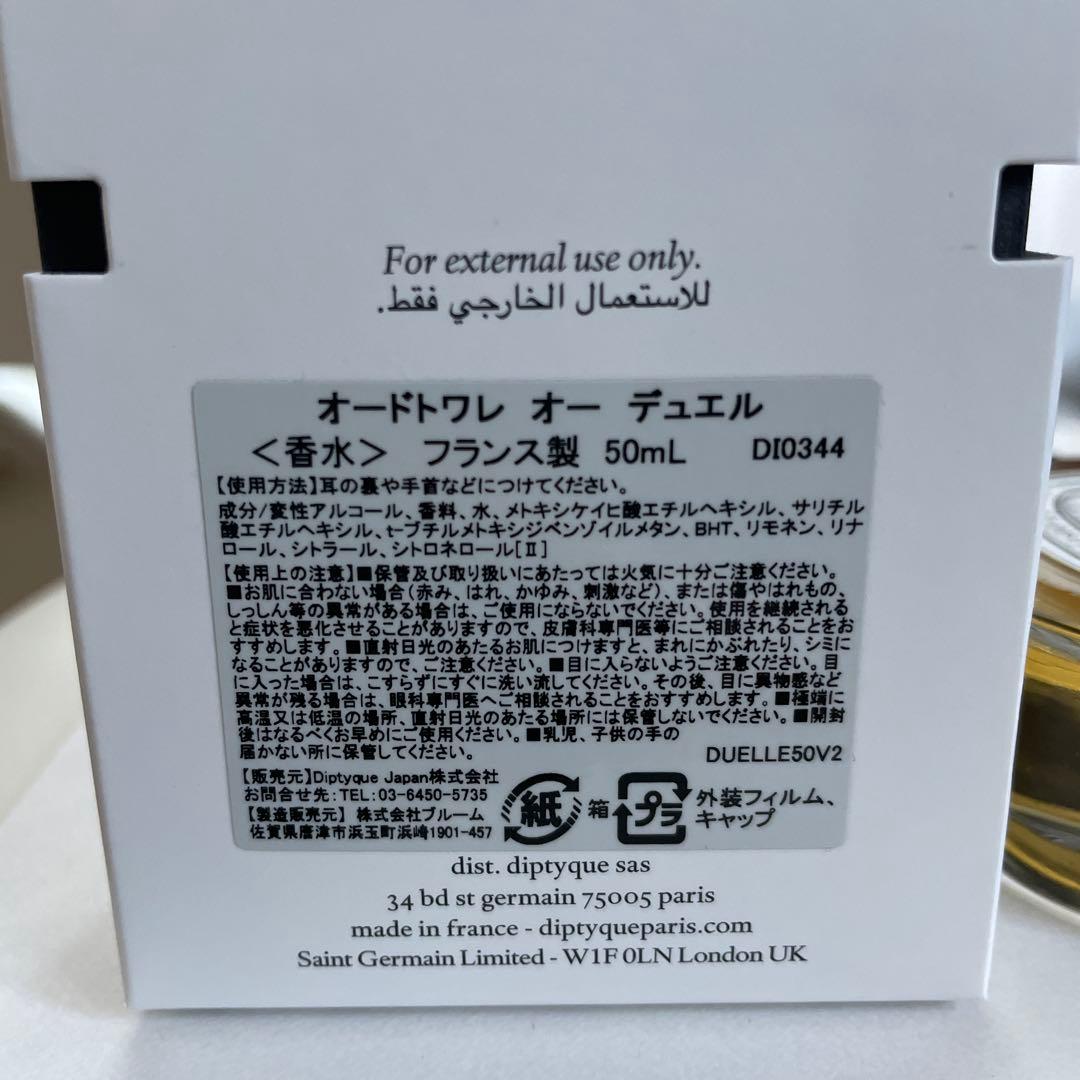 For external use only.
للاستعمال الخارجي فقط.
オードトワレ オー デュエル
＜香水＞ フランス製 50mL DI0344
【使用方法】耳の裏や手首などにつけてください。
成分/変性アルコール、香料、水、メトキシケイヒ酸エチルヘキシル、サリチル
酸エチルヘキシル、t-ブチルメトキシジベンゾイルメタン、BHT、リモネン、リナ
ロール、シトラール、シトロネロール[Ⅱ]
【使用上の注意】■保管及び取り扱いにあたっては火気に十分ご注意ください。
■お肌に合わない場合(赤み、はれ、かゆみ、刺激など)、または傷やはれもの、
しっしん等の異常がある場合は、ご使用にならないでください。使用を継続される
と症状を悪化させることがありますので、皮膚科専門医等にご相談されることをお
すすめします。■直射日光のあたるお肌につけますと、まれにかぶれたり、シミに
なることがありますので、ご注意ください。■目に入らないようご注意ください。目
に入った場合は、こすらずにすぐに洗い流してください。その後、目に異物感など
異常が残る場合は、眼科専門医へご相談されることをおすすめします。■極端に
高温又は低温の場所、直射日光のあたる場所には保管しないでください。■開封
後はなるべくお早めにご使用ください。■乳児、子供の手の
届かない所に保管してください。
DUELLE50V2
【販売元】Diptyque Japan株式会社
お問合せ先:TEL:03-6450-5735
【製造販売元】 株式会社ブルーム
佐賀県唐津市浜玉町浜崎1901-457
紙 箱
プラ 外装フィルム、
キャップ
dist. diptyque sas
34 bd st germain 75005 paris
made in france - diptyqueparis.com
Saint Germain Limited - W1F 0LN London UK